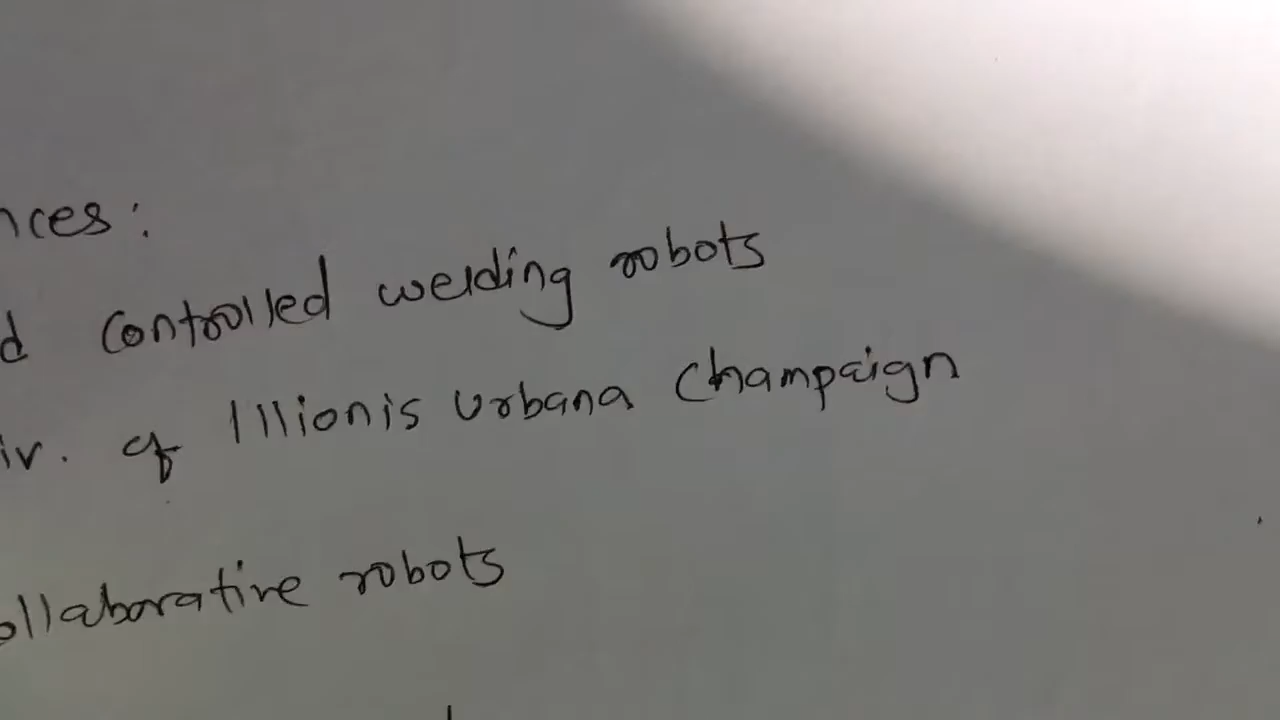 nces:
d controlled welding robots
iv. of Illionis Urbana Champaign
ollaborative robots